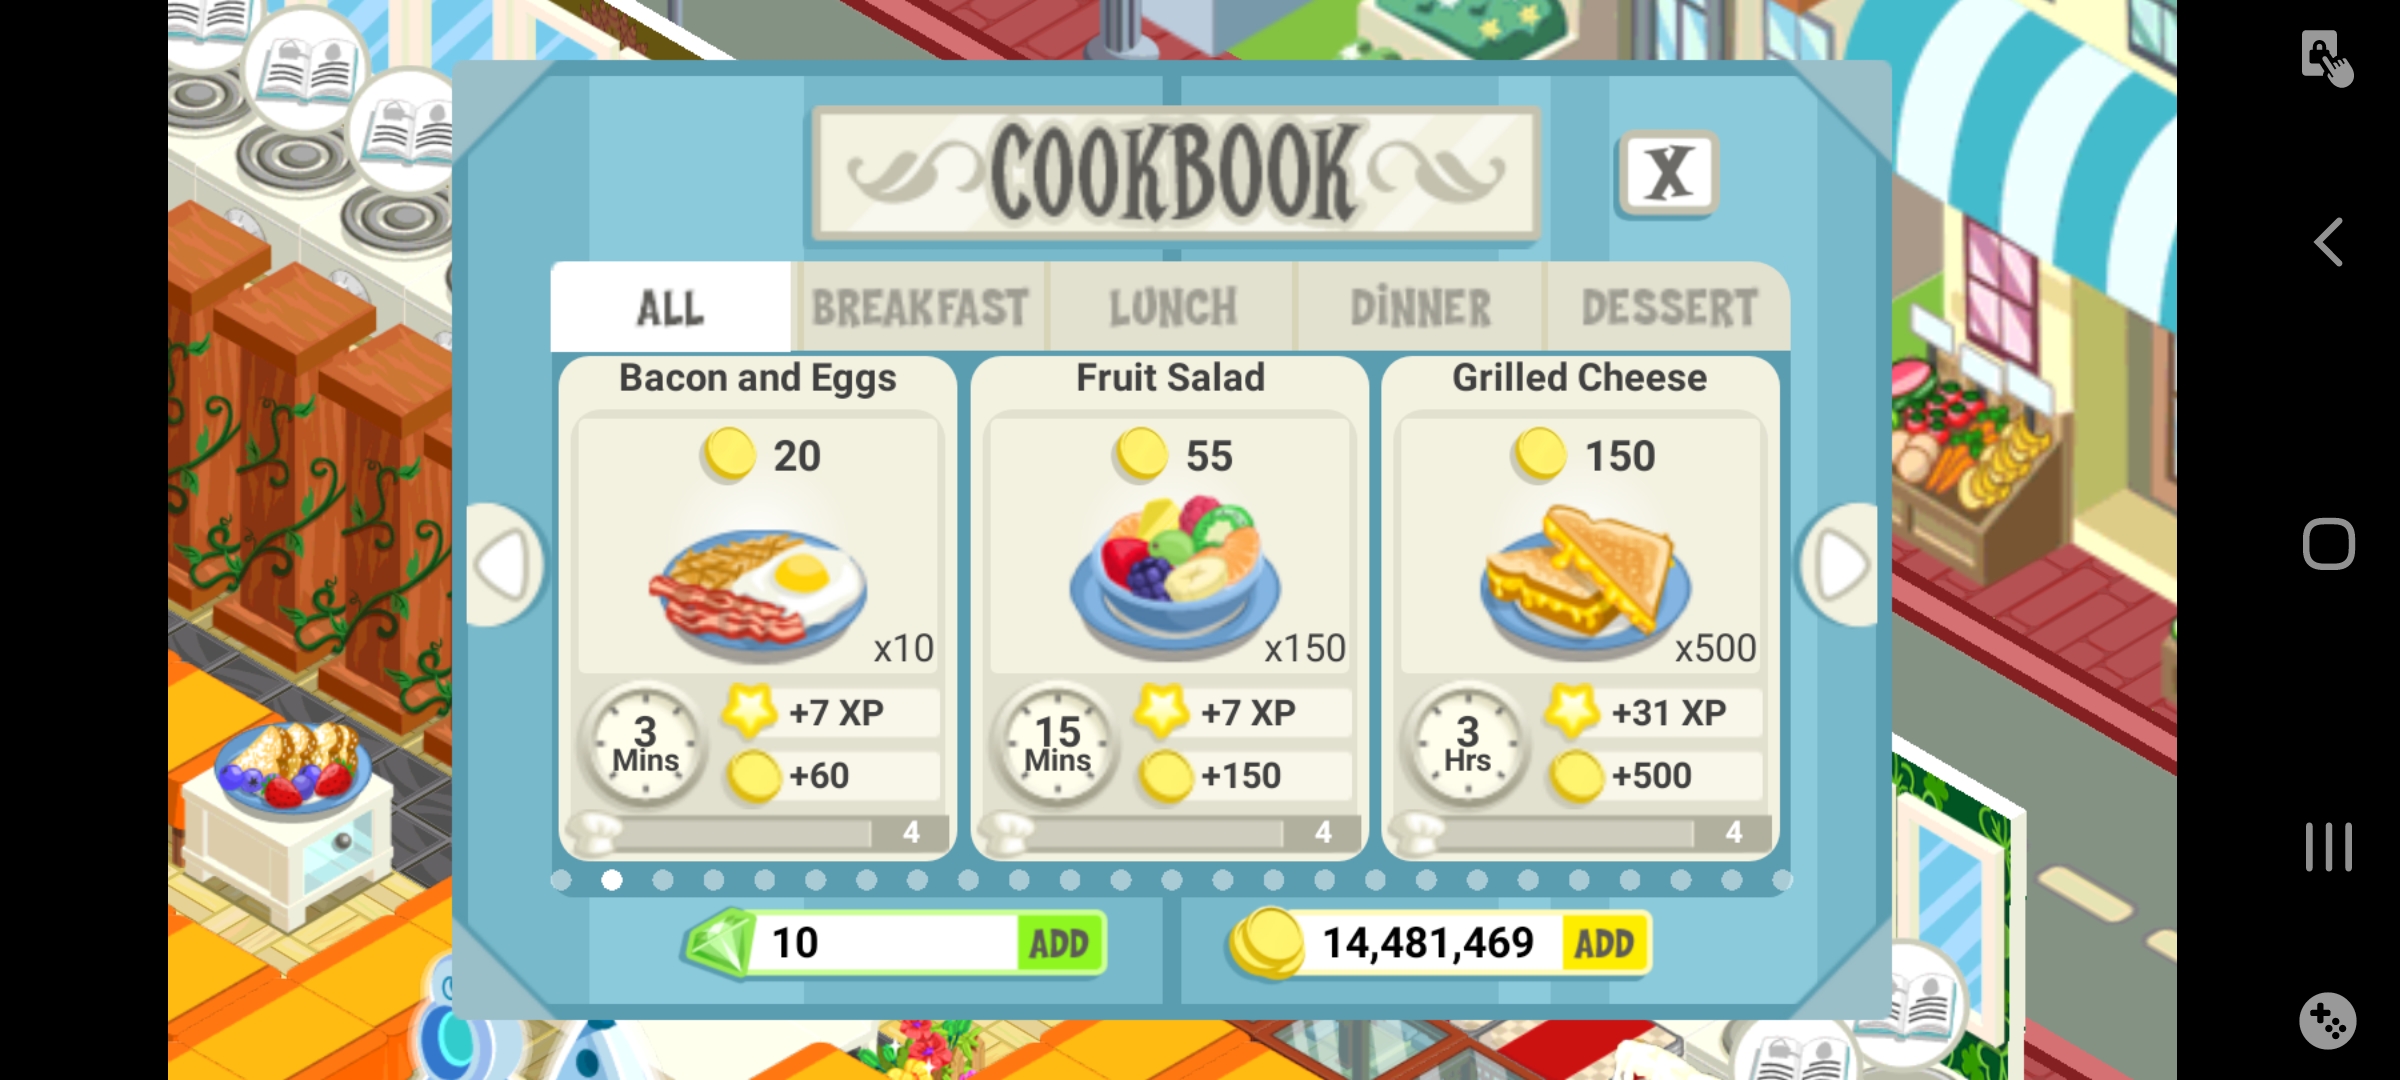 COOKBOOK
X
ALL
BREAKFAST
LUNCH
DINNER
DESSERT
Bacon and Eggs
20
x10
3
Mins
+7 XP
+60
4
Fruit Salad
55
x150
15
Mins
+7 XP
+150
4
Grilled Cheese
150
x500
3
Hrs
+31 XP
+500
4
10
ADD
14,481,469
ADD